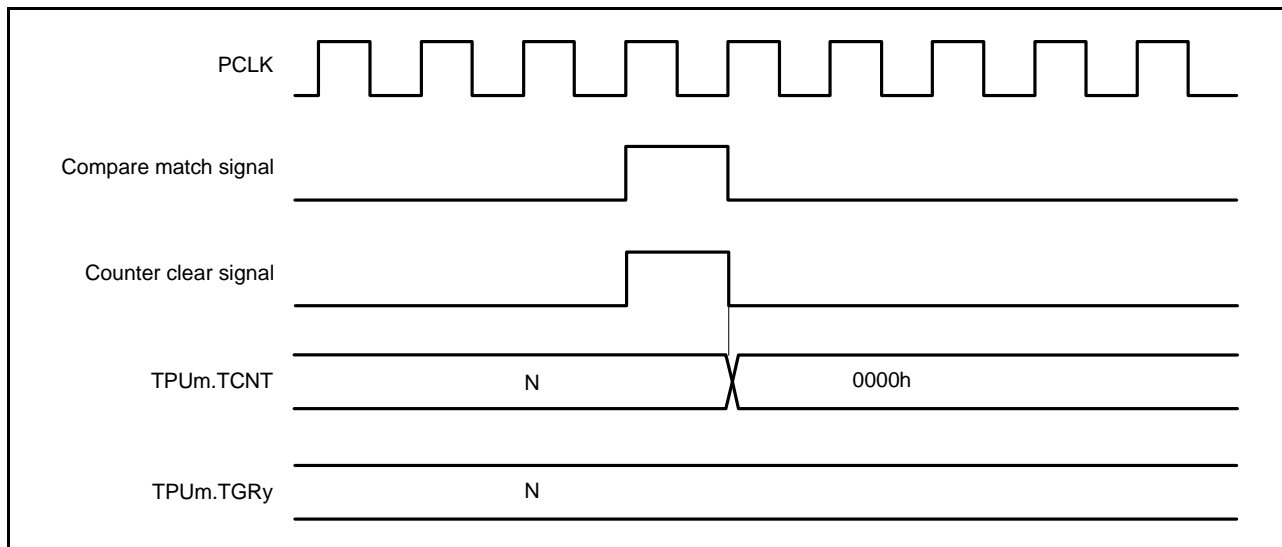 PCLK
Compare match signal
Counter clear signal
TPUm.TCNT N 0000h
TPUm.TGRy N